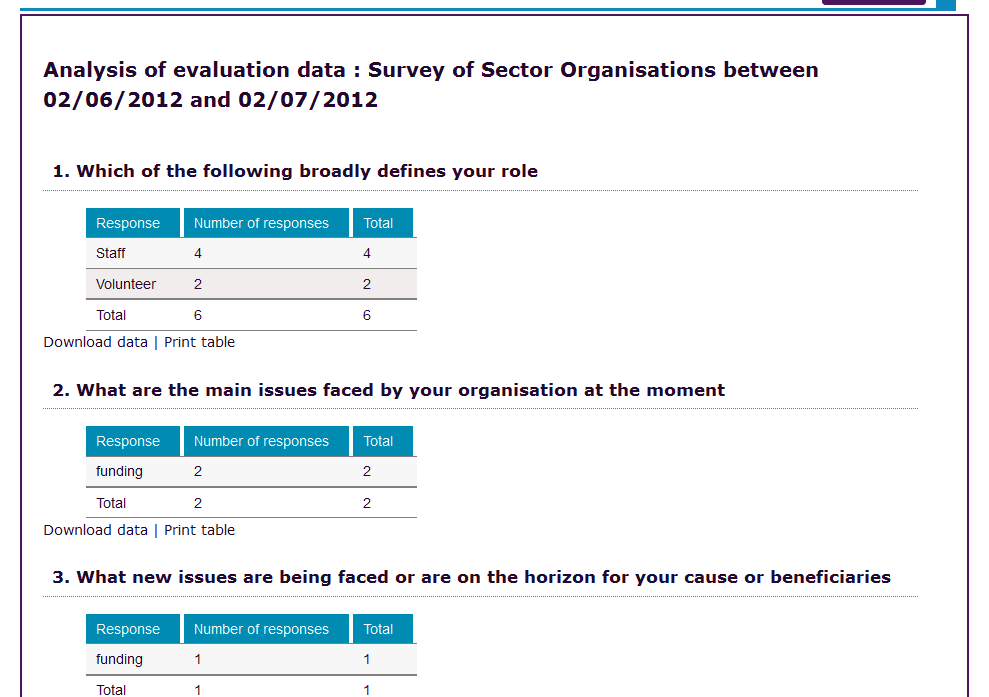 Analysis of evaluation data : Survey of Sector Organisations between
02/06/2012 and 02/07/2012
1. Which of the following broadly defines your role
Response Number of responses Total
Staff 4 4
Volunteer 2 2
Total 6 6
Download data | Print table
2. What are the main issues faced by your organisation at the moment
Response Number of responses Total
funding 2 2
Total 2 2
Download data | Print table
3. What new issues are being faced or are on the horizon for your cause or beneficiaries
Response Number of responses Total
funding 1 1
Total 1 1